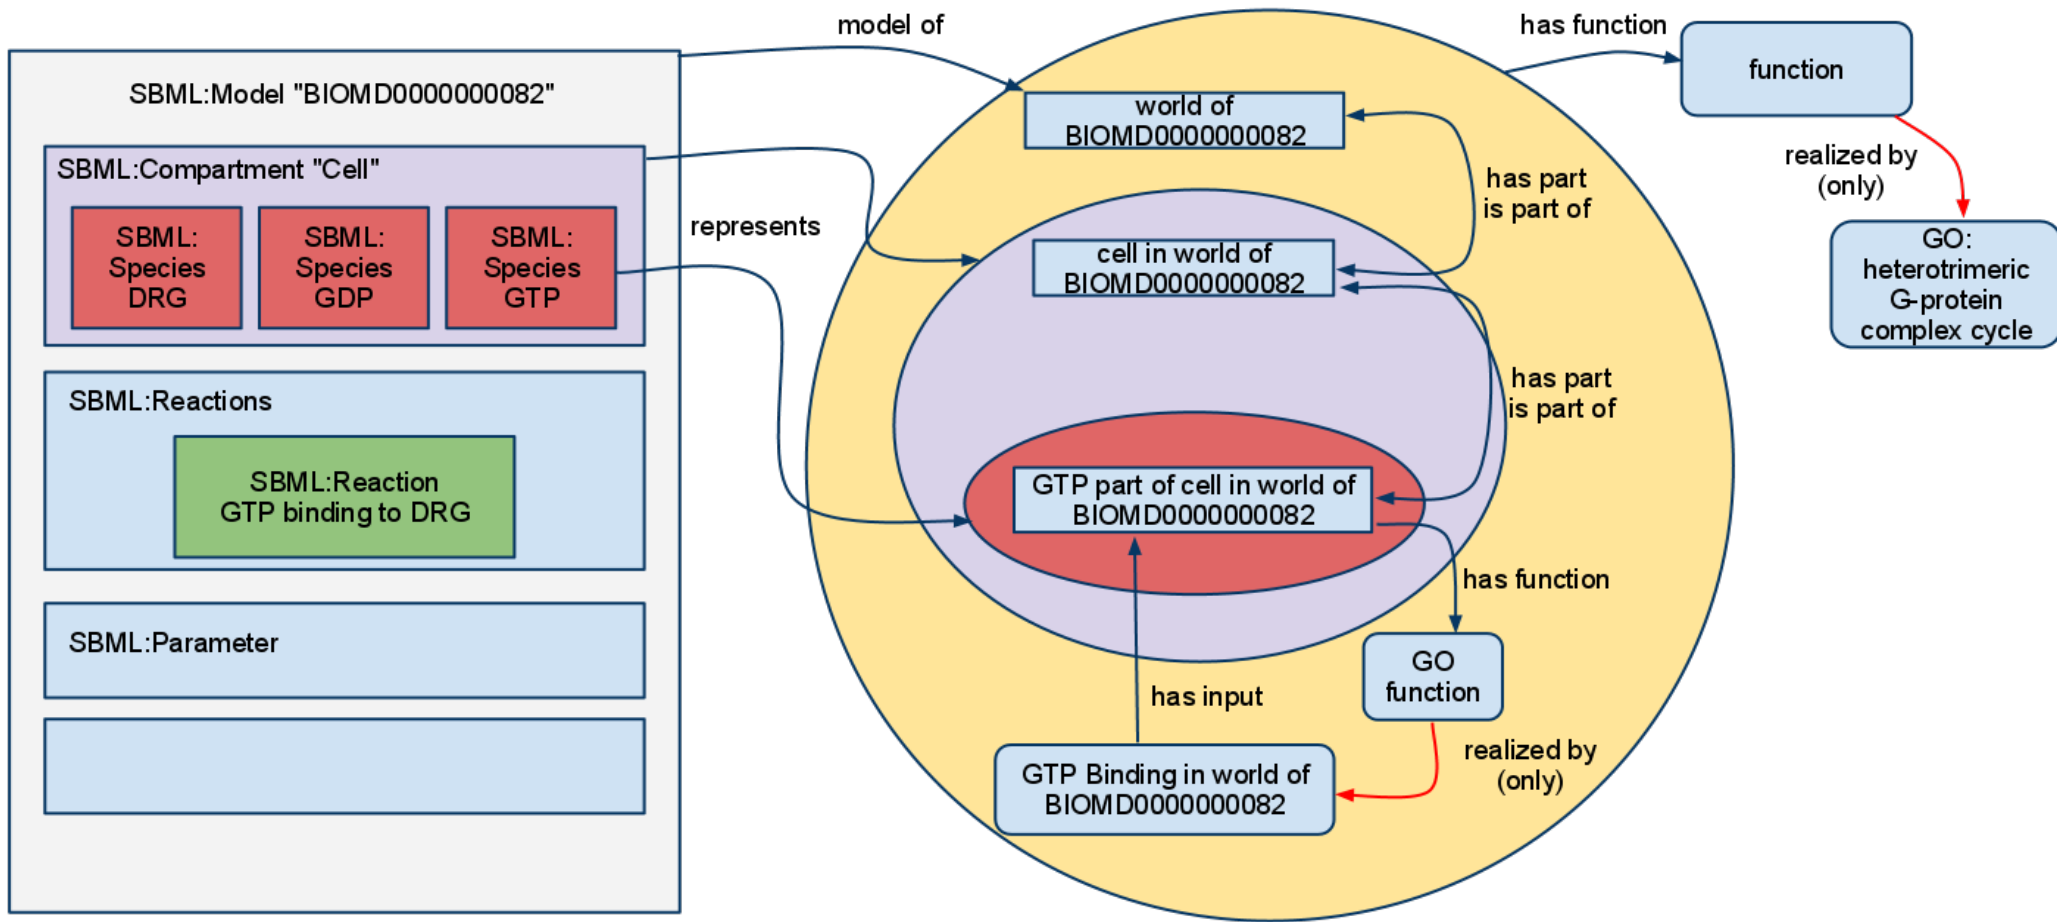 SBML:Model "BIOMD0000000082"
SBML:Compartment "Cell"
SBML:
Species
DRG
SBML:
Species
GDP
SBML:
Species
GTP
SBML:Reactions
SBML:Reaction
GTP binding to DRG
SBML:Parameter
model of
represents
world of
BIOMD0000000082
has part
is part of
cell in world of
BIOMD0000000082
has part
is part of
GTP part of cell in world of
BIOMD0000000082
has function
GO
function
has input
realized by
(only)
GTP Binding in world of
BIOMD0000000082
has function
function
realized by
(only)
GO:
heterotrimeric
G-protein
complex cycle